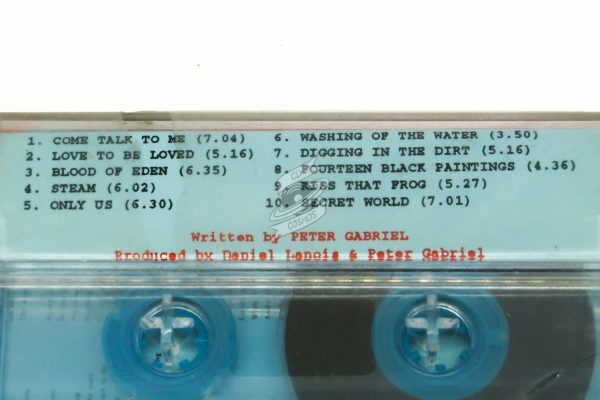 1. COME TALK TO ME (7.04)
2. LOVE TO BE LOVED (5.16)
3. BLOOD OF EDEN (6.35)
4. STEAM (6.02)
5. ONLY US (6.30)
6. WASHING OF THE WATER (3.50)
7. DIGGING IN THE DIRT (5.16)
8. FOURTEEN BLACK PAINTINGS (4.36)
9. KISS THAT FROG (5.27)
10. SECRET WORLD (7.01)
Written by PETER GABRIEL
Produced by Daniel Lanois & Peter Gabriel
COSMOS